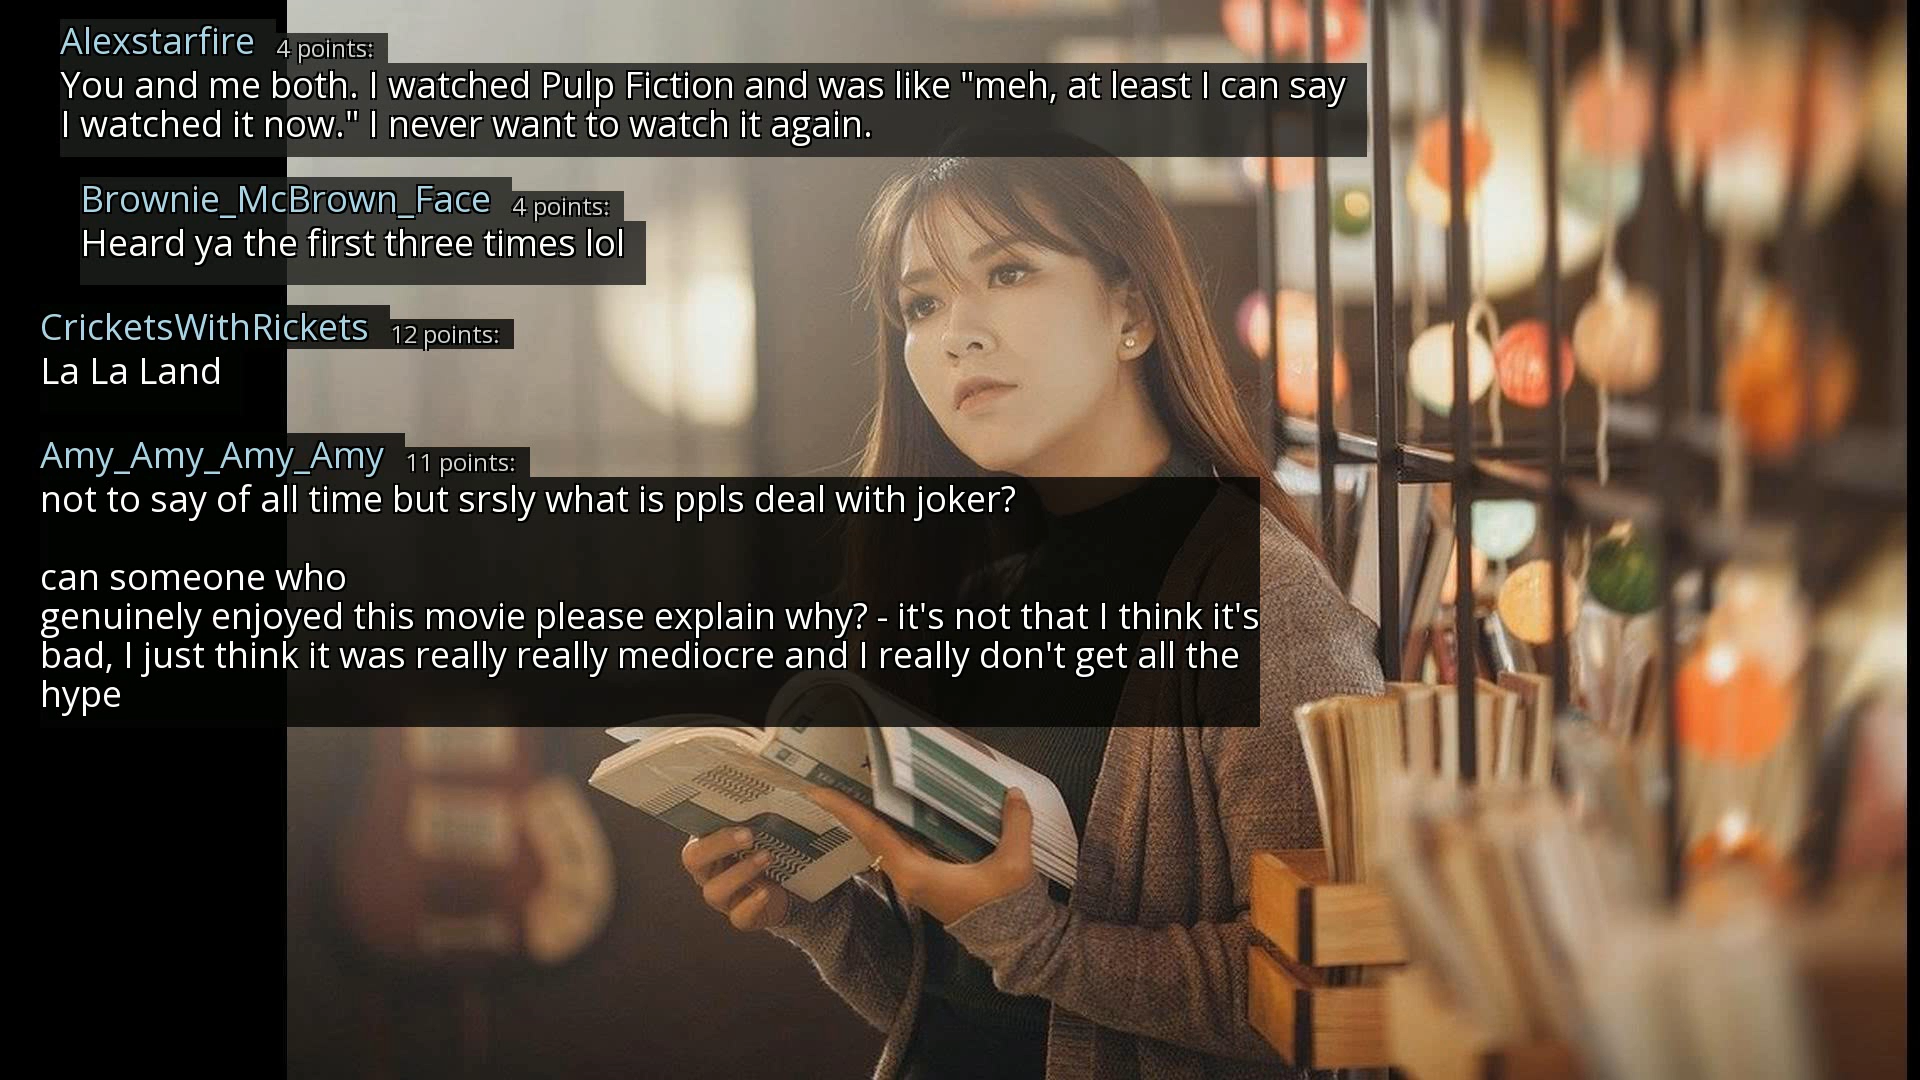 Alexstarfire 4 points:
You and me both. I watched Pulp Fiction and was like "meh, at least I can say
I watched it now." I never want to watch it again.
Brownie_McBrown_Face 4 points:
Heard ya the first three times lol
CricketsWithRickets 12 points:
La La Land
Amy_Amy_Amy_Amy 11 points:
not to say of all time but srsly what is ppls deal with joker?
can someone who
genuinely enjoyed this movie please explain why? - it's not that I think it's
bad, I just think it was really really mediocre and I really don't get all the
hype